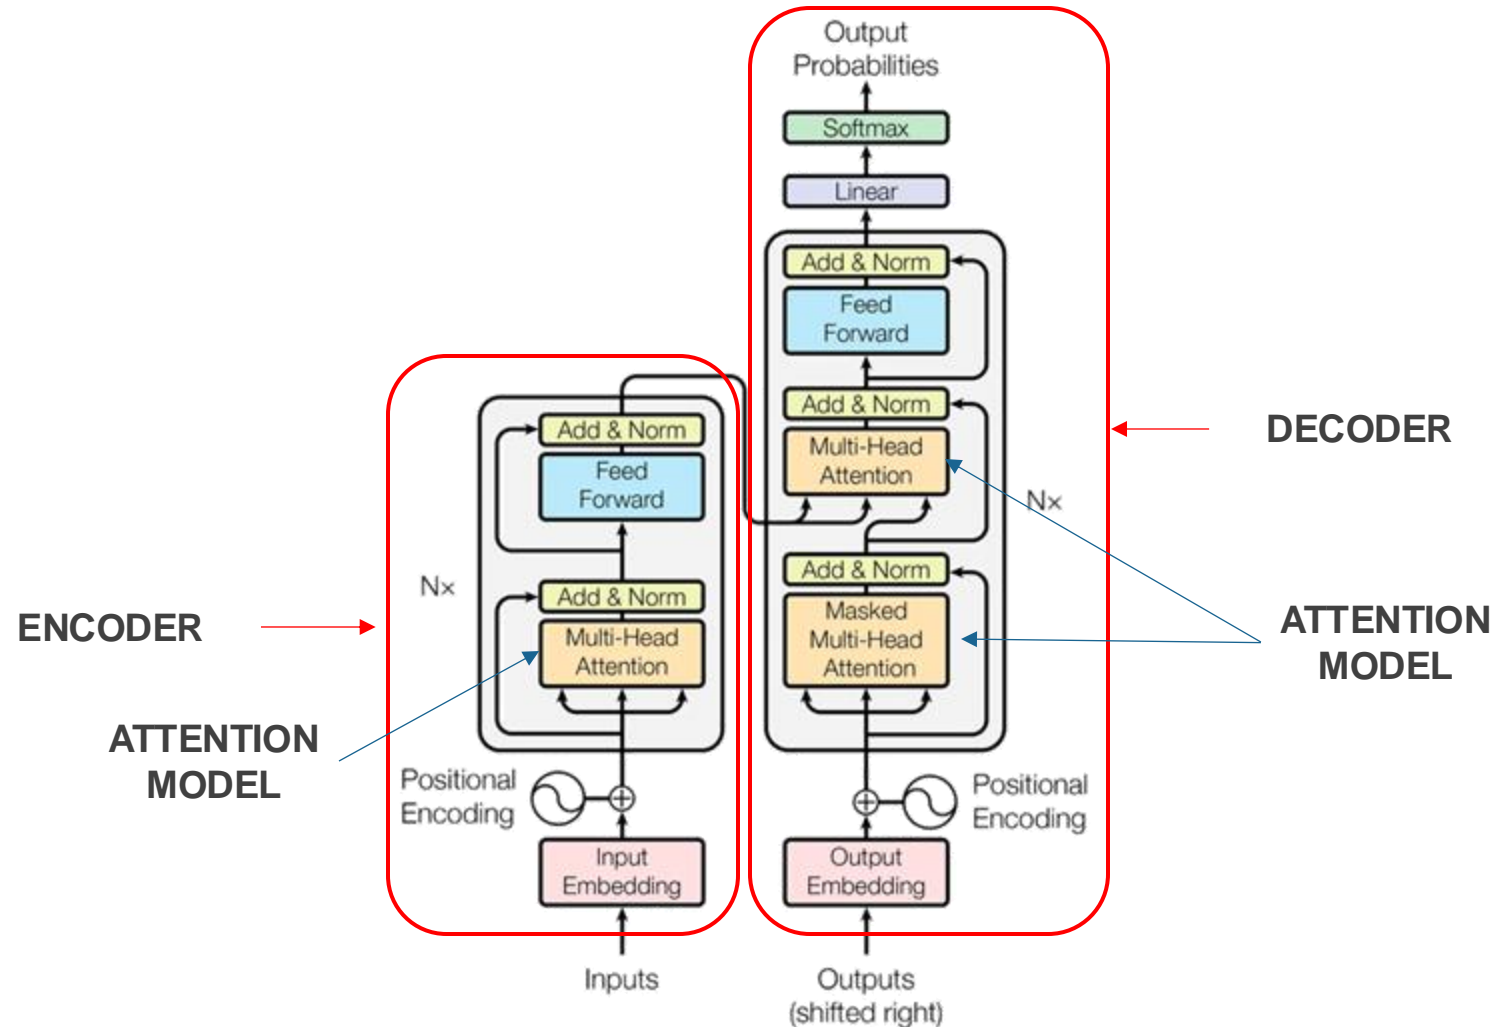 Output
Probabilities
Softmax
Linear
Add & Norm
Feed
Forward
Add & Norm
Multi-Head
Attention
Nx
Add & Norm
Masked
Multi-Head
Attention
Positional
Encoding
Output
Embedding
Outputs
(shifted right)
DECODER
ATTENTION
MODEL
Add & Norm
Feed
Forward
Nx
Add & Norm
Multi-Head
Attention
Positional
Encoding
Input
Embedding
Inputs
ENCODER
ATTENTION
MODEL